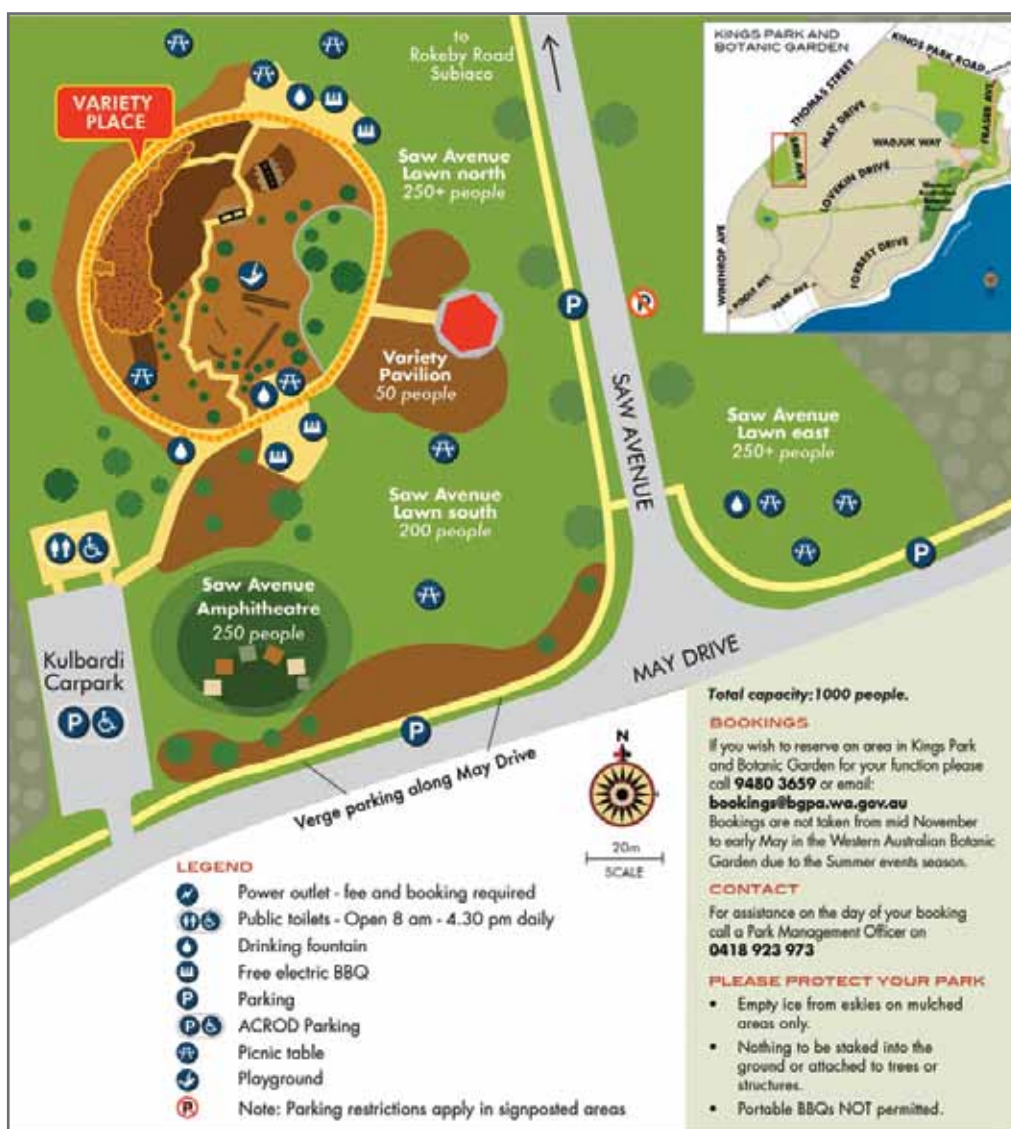 to
Rokeby Road
Subiaco
VARIETY
PLACE
Saw Avenue
Lawn north
250+ people
Variety
Pavilion
50 people
SAW AVENUE
Saw Avenue
Lawn east
250+ people
Saw Avenue
Lawn south
200 people
Saw Avenue
Amphitheatre
250 people
Kulbardi
Carpark
P
P
P
P
P
MAY DRIVE
Verge parking along May Drive
N
20m
SCALE
KINGS PARK AND
BOTANIC GARDEN
KINGS PARK ROAD
THOMAS STREET
MAY DRIVE
FRASER AVE
SAW AVE
WADJUK WAY
LOVEKIN DRIVE
Western
Australian
Botanic
Garden
FORREST DRIVE
WINTHROP AVE
POOLE AVE
PARK AVE
LEGEND
Power outlet - fee and booking required
Public toilets - Open 8 am - 4.30 pm daily
Drinking fountain
Free electric BBQ
P Parking
P ACROD Parking
Picnic table
Playground
P Note: Parking restrictions apply in signposted areas
Total capacity: 1000 people.
BOOKINGS
If you wish to reserve an area in Kings Park
and Botanic Garden for your function please
call 9480 3659 or email:
bookings@bgpa.wa.gov.au
Bookings are not taken from mid November
to early May in the Western Australian Botanic
Garden due to the Summer events season.
CONTACT
For assistance on the day of your booking
call a Park Management Officer on
0418 923 973
PLEASE PROTECT YOUR PARK
• Empty ice from eskies on mulched
areas only.
• Nothing to be staked into the
ground or attached to trees or
structures.
• Portable BBQs NOT permitted.